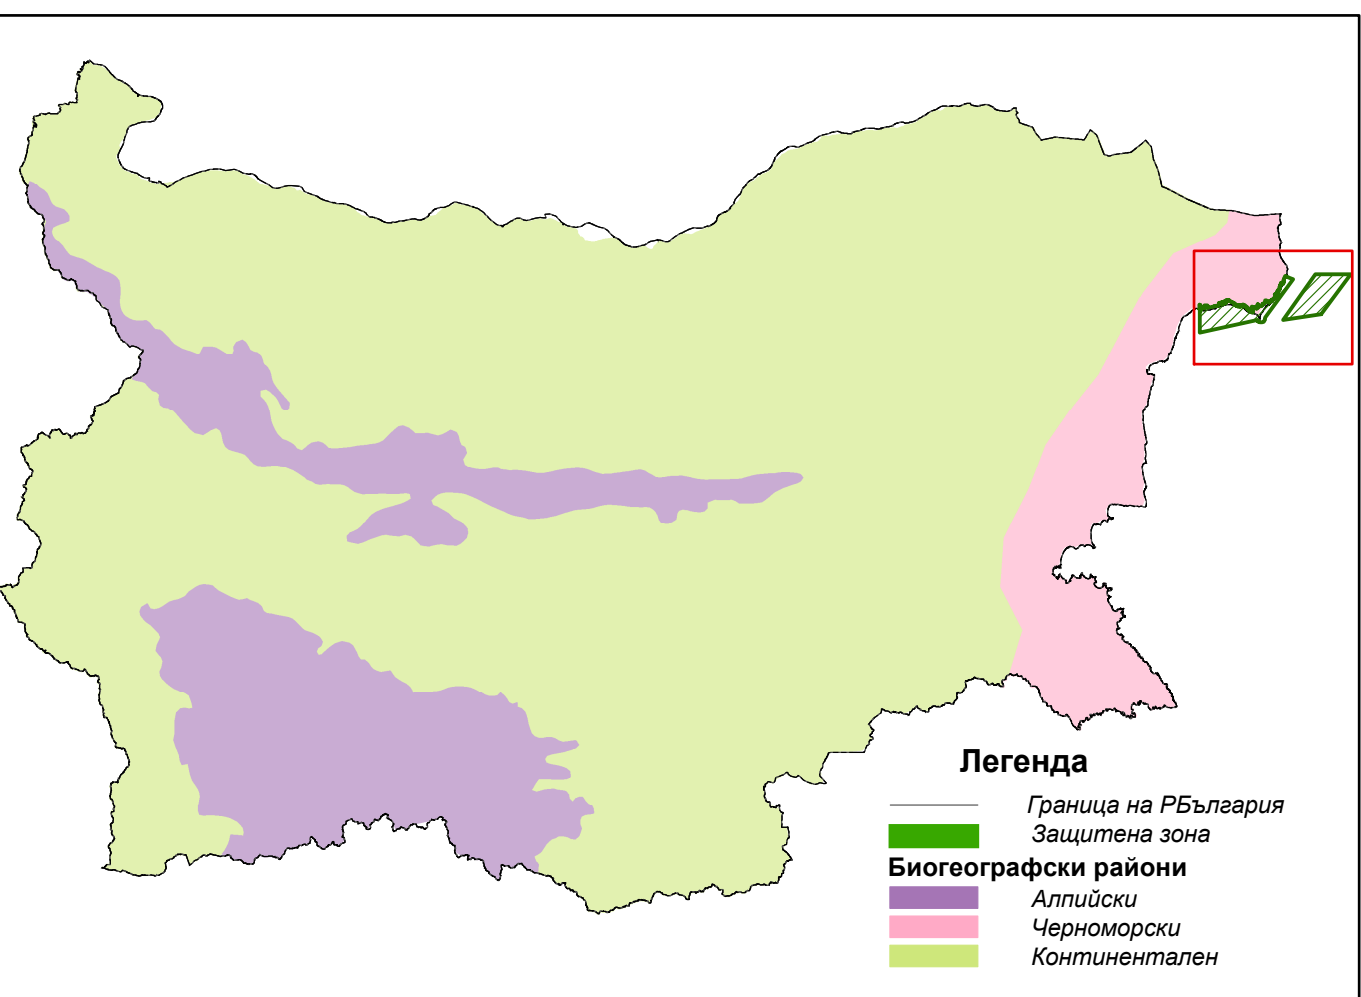 Легенда
Граница на РБългария
Защитена зона
Биогеографски райони
Алпийски
Черноморски
Континентален